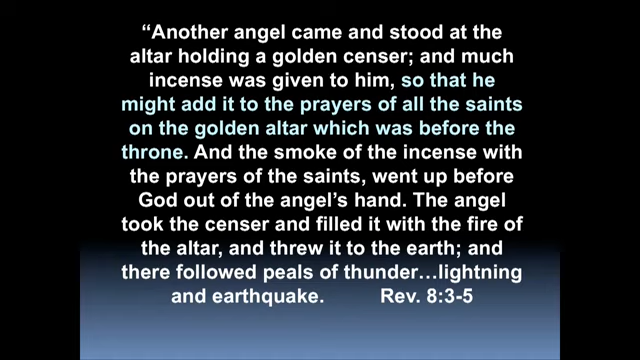 “Another angel came and stood at the
altar holding a golden censer; and much
incense was given to him, so that he
might add it to the prayers of all the saints
on the golden altar which was before the
throne. And the smoke of the incense with
the prayers of the saints, went up before
God out of the angel’s hand. The angel
took the censer and filled it with the fire of
the altar, and threw it to the earth; and
there followed peals of thunder…lightning
and earthquake. Rev. 8:3-5